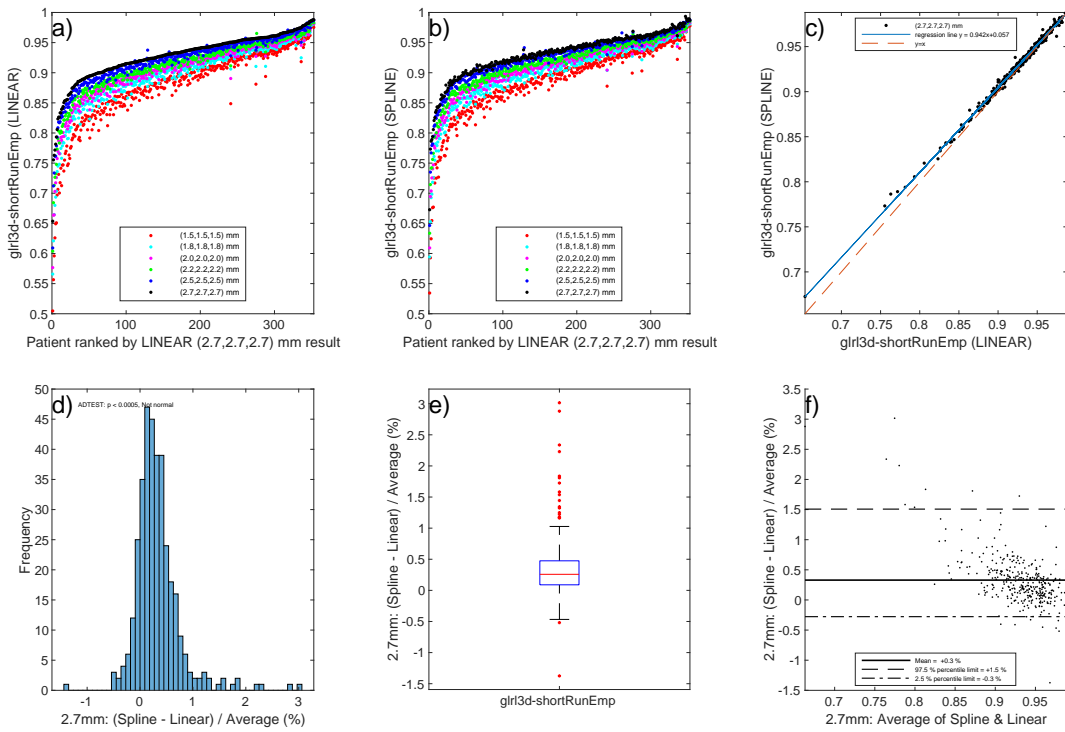 a)
glrl3d-shortRunEmp (LINEAR)
1
0.95
0.9
0.85
0.8
0.75
0.7
0.65
0.6
0.55
0.5
(1.5,1.5,1.5) mm
(1.8,1.8,1.8) mm
(2.0,2.0,2.0) mm
(2.2,2.2,2.2) mm
(2.5,2.5,2.5) mm
(2.7,2.7,2.7) mm
0 100 200 300
Patient ranked by LINEAR (2.7,2.7,2.7) mm result
b)
glrl3d-shortRunEmp (SPLINE)
1
0.95
0.9
0.85
0.8
0.75
0.7
0.65
0.6
0.55
0.5
(1.5,1.5,1.5) mm
(1.8,1.8,1.8) mm
(2.0,2.0,2.0) mm
(2.2,2.2,2.2) mm
(2.5,2.5,2.5) mm
(2.7,2.7,2.7) mm
0 100 200 300
Patient ranked by LINEAR (2.7,2.7,2.7) mm result
c)
glrl3d-shortRunEmp (SPLINE)
(2.7,2.7,2.7) mm
regression line y = 0.942x+0.057
y=x
0.95
0.9
0.85
0.8
0.75
0.7
0.7 0.75 0.8 0.85 0.9 0.95
glrl3d-shortRunEmp (LINEAR)
d)
ADTEST: p < 0.0005, Not normal
Frequency
50
45
40
35
30
25
20
15
10
5
0
-1 0 1 2 3
2.7mm: (Spline - Linear) / Average (%)
e)
2.7mm: (Spline - Linear) / Average (%)
3
2.5
2
1.5
1
0.5
0
-0.5
-1
-1.5
glrl3d-shortRunEmp
f)
2.7mm: (Spline - Linear) / Average (%)
3.5
3
2.5
2
1.5
1
0.5
0
-0.5
-1
-1.5
Mean = +0.3 %
97.5 % percentile limit = +1.5 %
2.5 % percentile limit = -0.3 %
0.7 0.75 0.8 0.85 0.9 0.95
2.7mm: Average of Spline & Linear